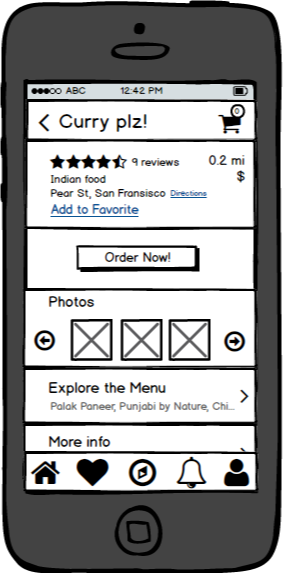 ABC 12:42 PM
Curry plz! 0
9 reviews 0.2 mi
Indian food $
Pear St, San Fransisco Directions
Add to Favorite
Order Now!
Photos
Explore the Menu
Palak Paneer, Punjabi by Nature, Chi...
More info